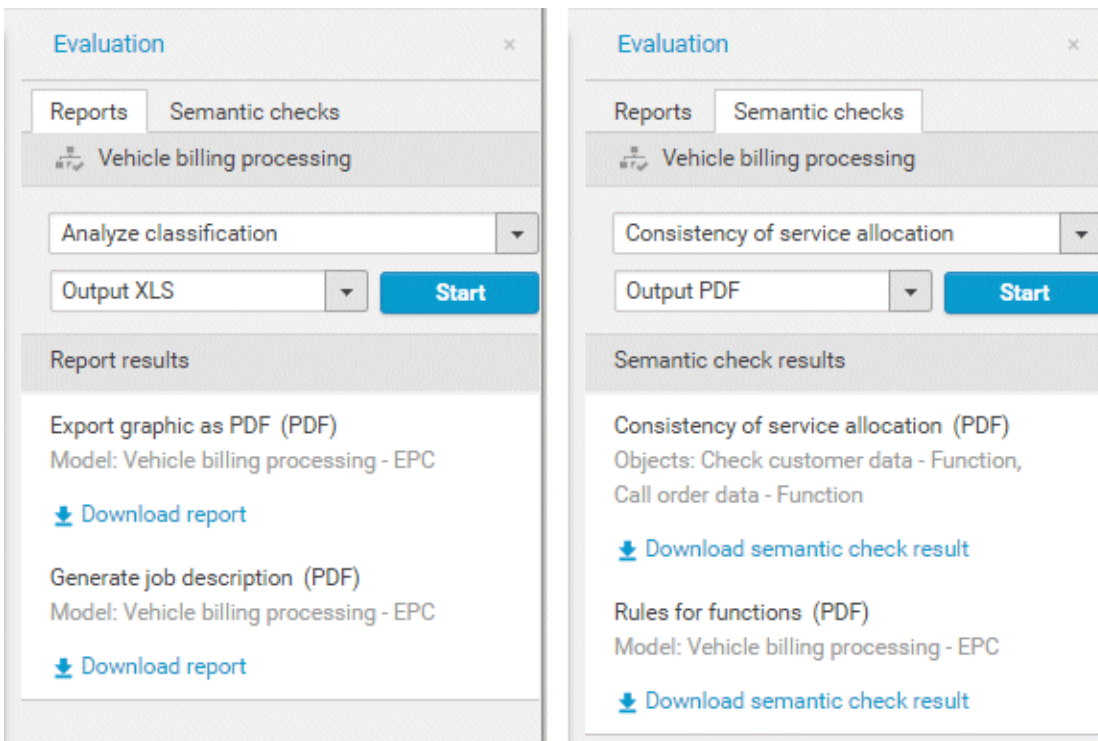 Evaluation ×
Reports Semantic checks
Vehicle billing processing
Analyze classification
Output XLS Start
Report results
Export graphic as PDF (PDF)
Model: Vehicle billing processing - EPC
Download report
Generate job description (PDF)
Model: Vehicle billing processing - EPC
Download report
Evaluation ×
Reports Semantic checks
Vehicle billing processing
Consistency of service allocation
Output PDF Start
Semantic check results
Consistency of service allocation (PDF)
Objects: Check customer data - Function,
Call order data - Function
Download semantic check result
Rules for functions (PDF)
Model: Vehicle billing processing - EPC
Download semantic check result